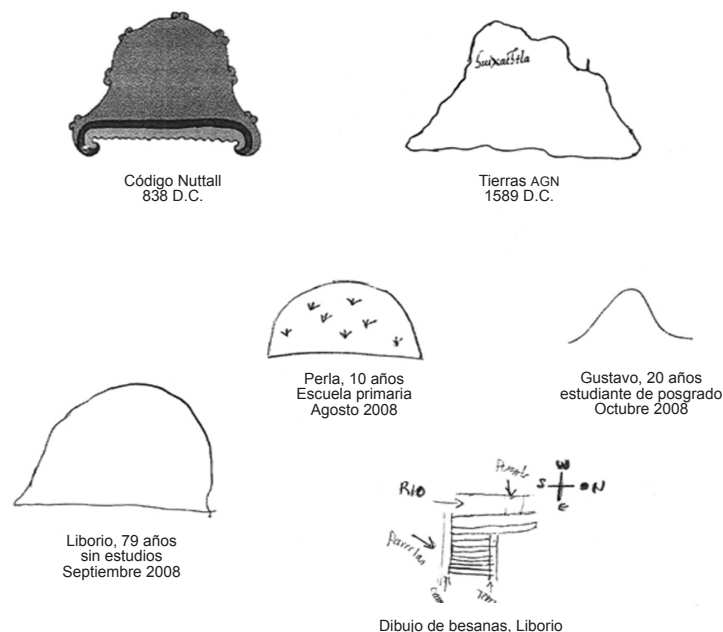 Código Nuttall
838 D.C.
Tierras AGN
1589 D.C.
Perla, 10 años
Escuela primaria
Agosto 2008
Gustavo, 20 años
estudiante de posgrado
Octubre 2008
Liborio, 79 años
sin estudios
Septiembre 2008
RIO
W
S N
E
Parcelas
Dibujo de besanas, Liborio